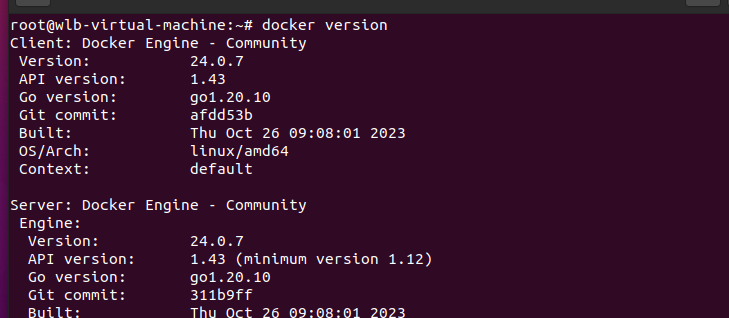 root@wlb-virtual-machine:~# docker version
Client: Docker Engine - Community
 Version:           24.0.7
 API version:       1.43
 Go version:        go1.20.10
 Git commit:        afdd53b
 Built:             Thu Oct 26 09:08:01 2023
 OS/Arch:           linux/amd64
 Context:           default

Server: Docker Engine - Community
 Engine:
  Version:          24.0.7
  API version:      1.43 (minimum version 1.12)
  Go version:       go1.20.10
  Git commit:       311b9ff
  Built:            Thu Oct 26 09:08:01 2023